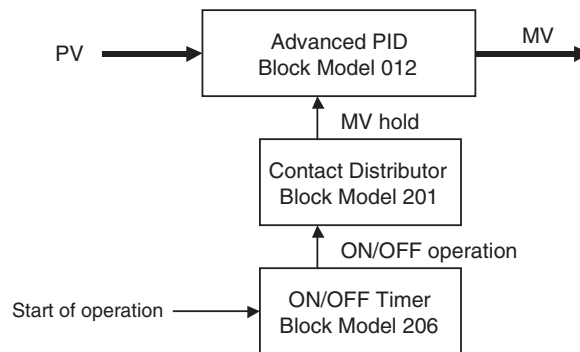 PV
Advanced PID
Block Model 012
MV
MV hold
Contact Distributor
Block Model 201
ON/OFF operation
Start of operation
ON/OFF Timer
Block Model 206